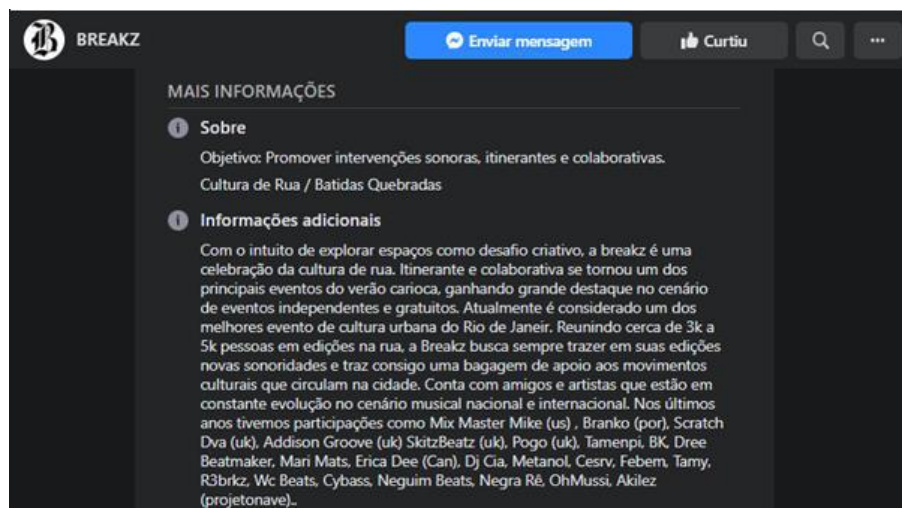 BREAKZ
Enviar mensagem
Curtiu
MAIS INFORMAÇÕES
Sobre
Objetivo: Promover intervenções sonoras, itinerantes e colaborativas.
Cultura de Rua / Batidas Quebradas
Informações adicionais
Com o intuito de explorar espaços como desafio criativo, a breakz é uma
celebração da cultura de rua. Itinerante e colaborativa se tornou um dos
principais eventos do verão carioca, ganhando grande destaque no cenário
de eventos independentes e gratuitos. Atualmente é considerado um dos
melhores evento de cultura urbana do Rio de Janeir. Reunindo cerca de 3k a
5k pessoas em edições na rua, a Breakz busca sempre trazer em suas edições
novas sonoridades e traz consigo uma bagagem de apoio aos movimentos
culturais que circulam na cidade. Conta com amigos e artistas que estão em
constante evolução no cenário musical nacional e internacional. Nos últimos
anos tivemos participações como Mix Master Mike (us) , Branko (por), Scratch
Dva (uk), Addison Groove (uk) SkitzBeatz (uk), Pogo (uk), Tamenpi, BK, Dree
Beatmaker, Mari Mats, Erica Dee (Can), Dj Cia, Metanol, Cesrv, Febem, Tamy,
R3brkz, Wc Beats, Cybass, Neguim Beats, Negra Rê, OhMussi, Akilez
(projetonave)..